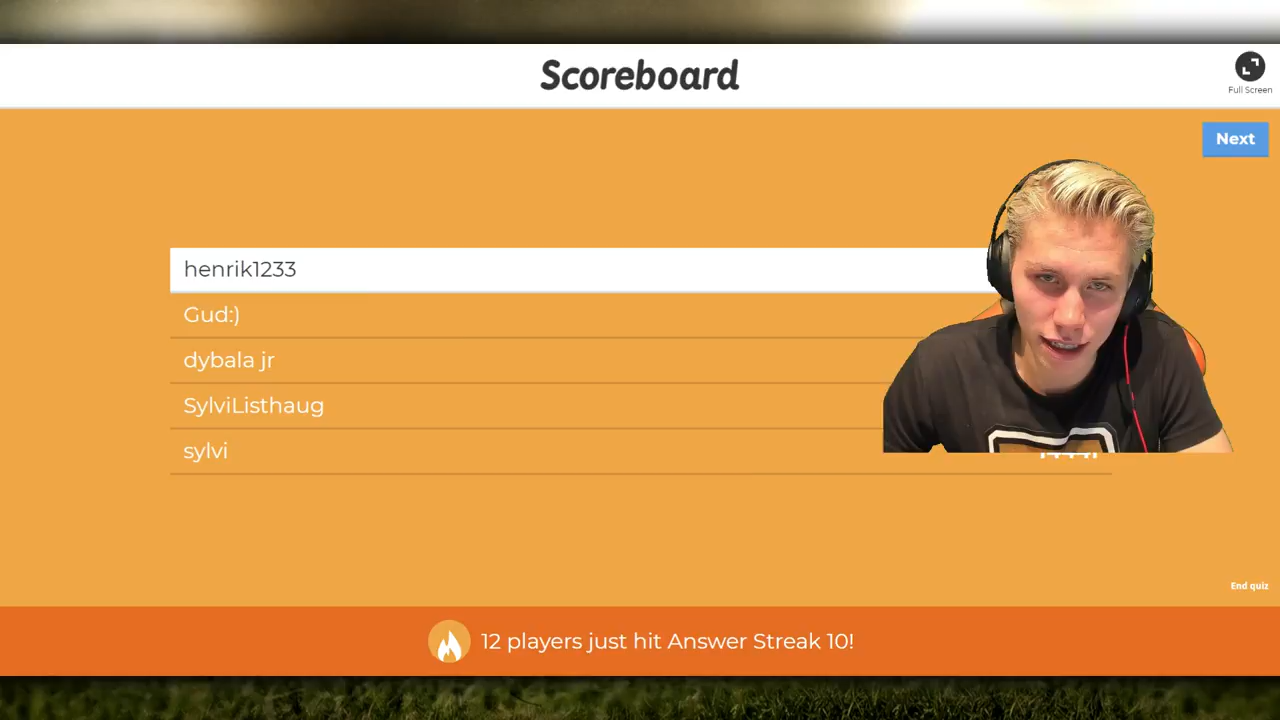 Scoreboard
Full Screen
Next
henrik1233
Gud:)
dybala jr
SylviListhaug
sylvi
End quiz
12 players just hit Answer Streak 10!